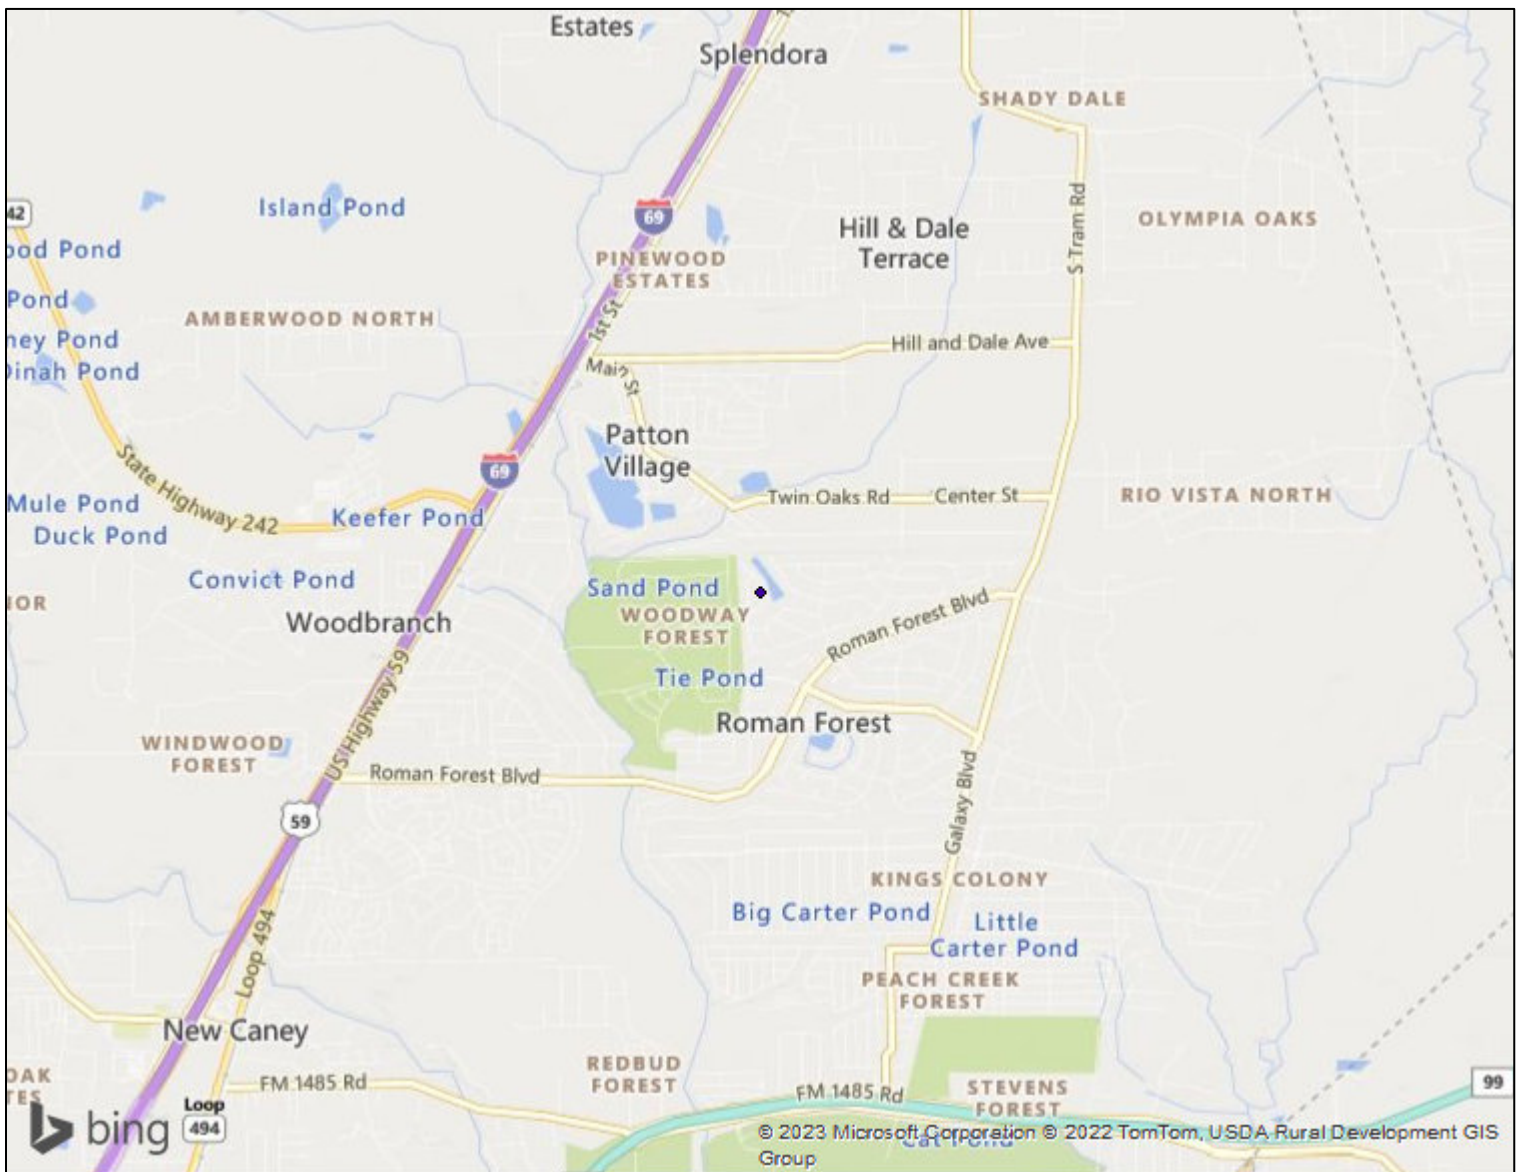 Estates
Splendora
SHADY DALE
42
Island Pond
69
Hill & Dale
Terrace
S Tram Rd
OLYMPIA OAKS
ood Pond
PINEWOOD
ESTATES
Pond
AMBERWOOD NORTH
1st St
ney Pond
Hill and Dale Ave
Dinah Pond
Main St
Patton
Village
69
State Highway 242
Mule Pond
Keefer Pond
Twin Oaks Rd
Center St
RIO VISTA NORTH
Duck Pond
Convict Pond
Sand Pond
IOR
WOODWAY
FOREST
Woodbranch
Roman Forest Blvd
Tie Pond
US Highway 59
Roman Forest
WINDWOOD
FOREST
Roman Forest Blvd
59
Galaxy Blvd
KINGS COLONY
Big Carter Pond
Little
Carter Pond
Loop 494
PEACH CREEK
FOREST
New Caney
REDBUD
FOREST
OAK
TES
FM 1485 Rd
FM 1485 Rd
STEVENS
FOREST
99
Loop
494
bing
Cat Pond
© 2023 Microsoft Corporation © 2022 TomTom, USDA Rural Development GIS
Group